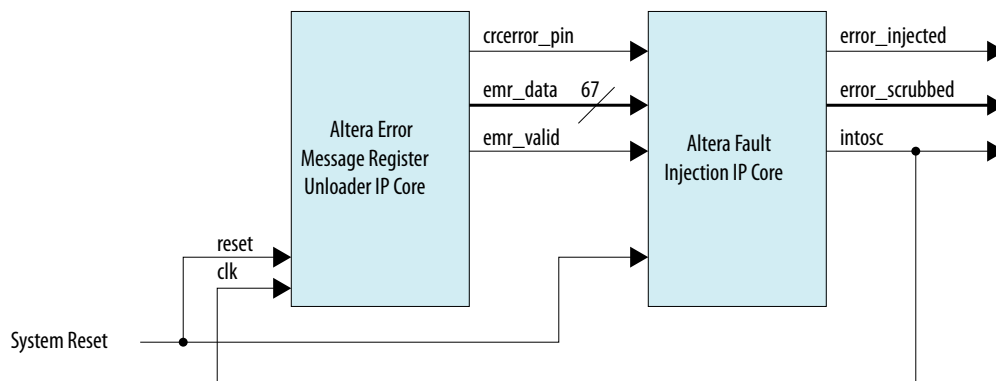 crcerror_pin
emr_data 67
emr_valid
Altera Error
Message Register
Unloader IP Core
reset
clk
System Reset
Altera Fault
Injection IP Core
error_injected
error_scrubbed
intosc